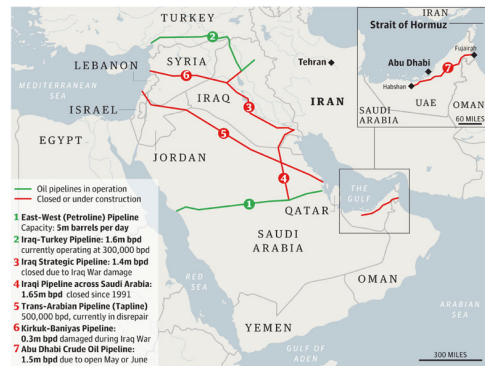 TURKEY
2
LEBANON
SYRIA
6
MEDITERRANEAN
SEA
ISRAEL
IRAQ
3
Tehran
IRAN
5
EGYPT
JORDAN
4
1
QATAR
THE
GULF
SAUDI
ARABIA
RED
SEA
OMAN
ARABIAN
SEA
YEMEN
GULF OF
ADEN
300 MILES
IRAN
Strait of Hormuz
Fujairah
Abu Dhabi
7
Habshan
UAE
OMAN
SAUDI
ARABIA
60 MILES
Oil pipelines in operation
Closed or under construction
1 East-West (Petroline) Pipeline
Capacity: 5m barrels per day
2 Iraq-Turkey Pipeline: 1.6m bpd
currently operating at 300,000 bpd
3 Iraq Strategic Pipeline: 1.4m bpd
closed due to Iraq War damage
4 Iraqi Pipeline across Saudi Arabia:
1.65m bpd closed since 1991
5 Trans-Arabian Pipeline (Tapline)
500,000 bpd, currently in disrepair
6 Kirkuk-Baniyas Pipeline:
0.3m bpd damaged during Iraq War
7 Abu Dhabi Crude Oil Pipeline:
1.5m bpd due to open May or June